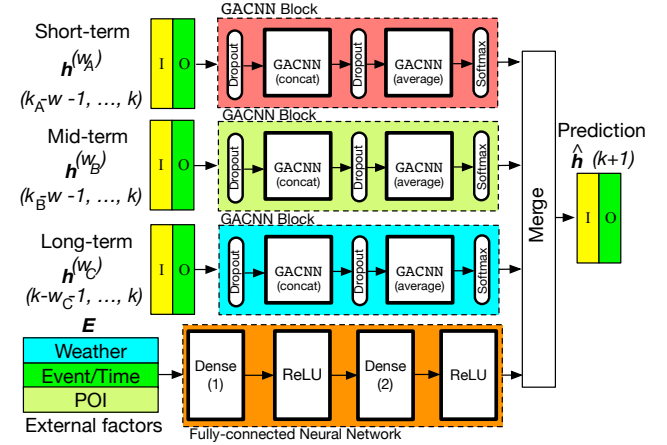 GACNN Block
Short-term
h(w_A)
(k_A-w -1, …, k)
I O
Dropout
GACNN
(concat)
Dropout
GACNN
(average)
Softmax
GACNN Block
Mid-term
h(w_B)
(k_B-w -1, …, k)
I O
Dropout
GACNN
(concat)
Dropout
GACNN
(average)
Softmax
GACNN Block
Long-term
h(w_C)
(k-w_C-1, …, k)
I O
Dropout
GACNN
(concat)
Dropout
GACNN
(average)
Softmax
E
Weather
Event/Time
POI
External factors
Dense
(1)
ReLU
Dense
(2)
ReLU
Fully-connected Neural Network
Merge
Prediction
ĥ (k+1)
I O